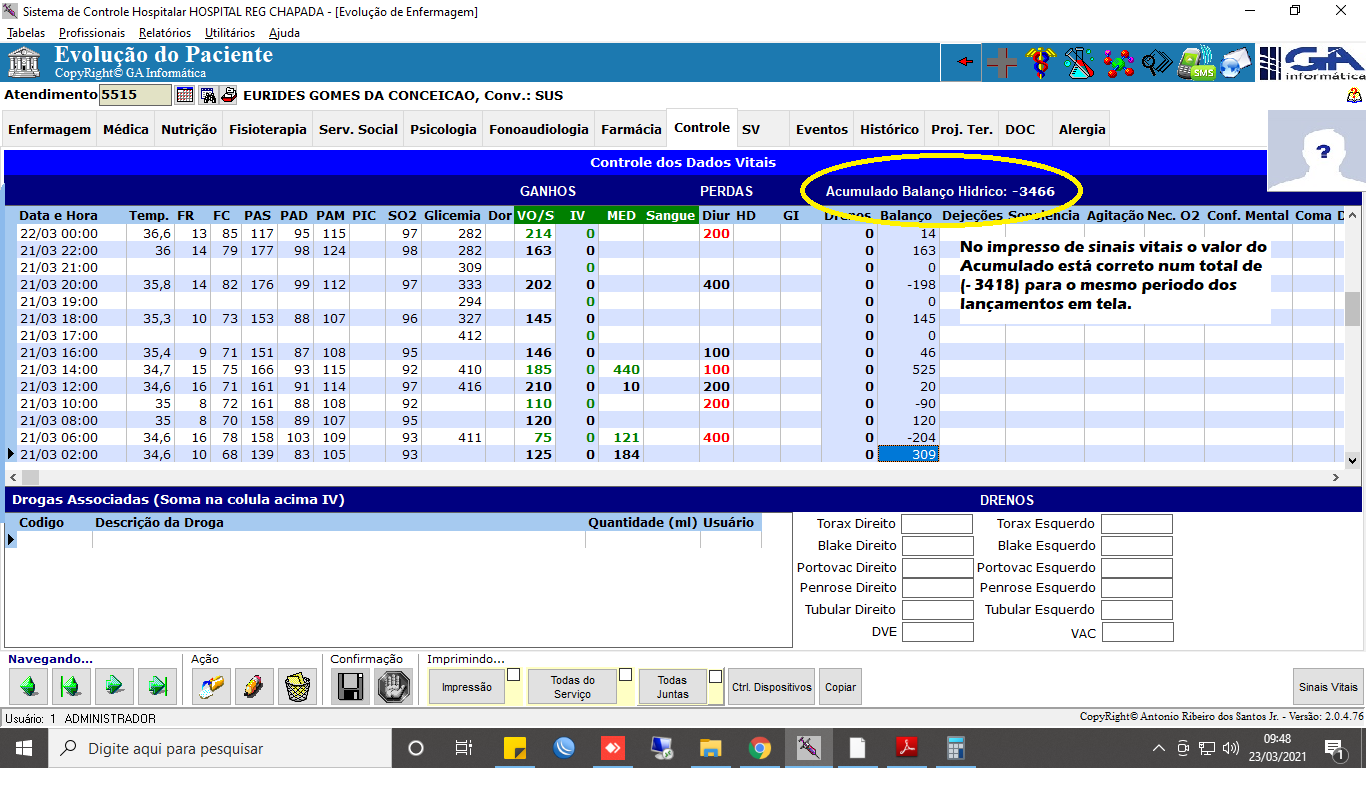 Sistema de Controle Hospitalar HOSPITAL REG CHAPADA - [Evolução de Enfermagem]
Tabelas Profissionais Relatórios Utilitários Ajuda
Evolução do Paciente
CopyRight© GA Informática
SMS
GA
informática
Atendimento 5515 EURIDES GOMES DA CONCEICAO, Conv.: SUS
Enfermagem Médica Nutrição Fisioterapia Serv. Social Psicologia Fonoaudiologia Farmácia Controle SV Eventos Histórico Proj. Ter. DOC Alergia
?
Controle dos Dados Vitais
GANHOS PERDAS Acumulado Balanço Hidrico: -3466
Data e Hora Temp. FR FC PAS PAD PAM PIC SO2 Glicemia Dor VO/S IV MED Sangue Diur HD GI Drenos Balanço Dejeções Consciencia Agitação Nec. O2 Conf. Mental Coma D
22/03 00:00 36,6 13 85 117 95 115 97 282 214 0 200 0 14
21/03 22:00 36 14 79 177 98 124 98 282 163 0 0 163
21/03 21:00 309 0 0 0
21/03 20:00 35,8 14 82 176 99 112 97 333 202 0 400 0 -198
21/03 19:00 294 0 0 0
21/03 18:00 35,3 10 73 153 88 107 96 327 145 0 0 145
21/03 17:00 412 0 0 0
21/03 16:00 35,4 9 71 151 87 108 95 146 0 100 0 46
21/03 14:00 34,7 15 75 166 93 115 92 410 185 0 440 100 0 525
21/03 12:00 34,6 16 71 161 91 114 97 416 210 0 10 200 0 20
21/03 10:00 35 8 72 161 88 108 92 110 0 200 0 -90
21/03 08:00 35 8 70 158 89 107 95 120 0 0 120
21/03 06:00 34,6 16 78 158 103 109 93 411 75 0 121 400 0 -204
21/03 02:00 34,6 10 68 139 83 105 93 125 0 184 0 309
No impresso de sinais vitais o valor do
Acumulado está correto num total de
(- 3418) para o mesmo periodo dos
lançamentos em tela.
Drogas Associadas (Soma na colula acima IV) DRENOS
Codigo Descrição da Droga Quantidade (ml) Usuário
Torax Direito Torax Esquerdo
Blake Direito Blake Esquerdo
Portovac Direito Portovac Esquerdo
Penrose Direito Penrose Esquerdo
Tubular Direito Tubular Esquerdo
DVE VAC
Navegando... Ação Confirmação Imprimindo...
Impressão
Todas do
Serviço
Todas
Juntas
Ctrl. Dispositivos
Copiar
Sinais Vitais
Usuário: 1 ADMINISTRADOR CopyRight© Antonio Ribeiro dos Santos Jr. - Versão: 2.0.4.76
Digite aqui para pesquisar
09:48
23/03/2021
1